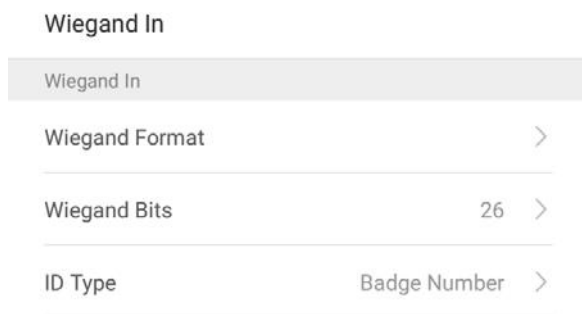 Wiegand In
Wiegand In
Wiegand Format
Wiegand Bits 26
ID Type Badge Number